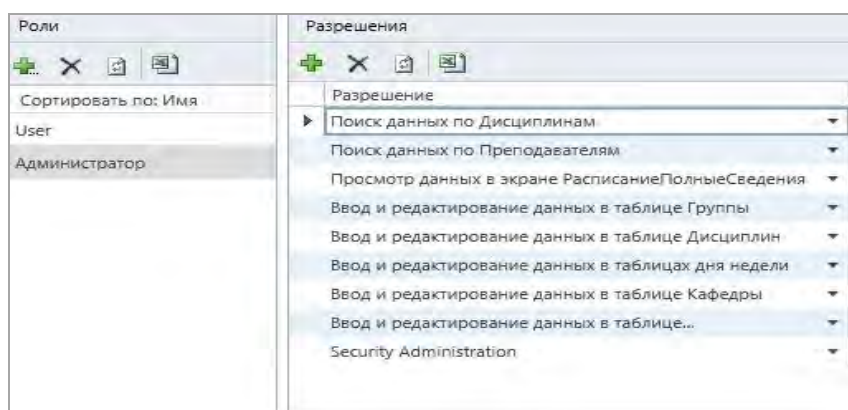 Роли
Сортировать по: Имя
User
Администратор
Разрешения
Разрешение
Поиск данных по Дисциплинам
Поиск данных по Преподавателям
Просмотр данных в экране РасписаниеПолныеСведения
Ввод и редактирование данных в таблице Группы
Ввод и редактирование данных в таблице Дисциплин
Ввод и редактирование данных в таблицах дня недели
Ввод и редактирование данных в таблице Кафедры
Ввод и редактирование данных в таблице...
Security Administration